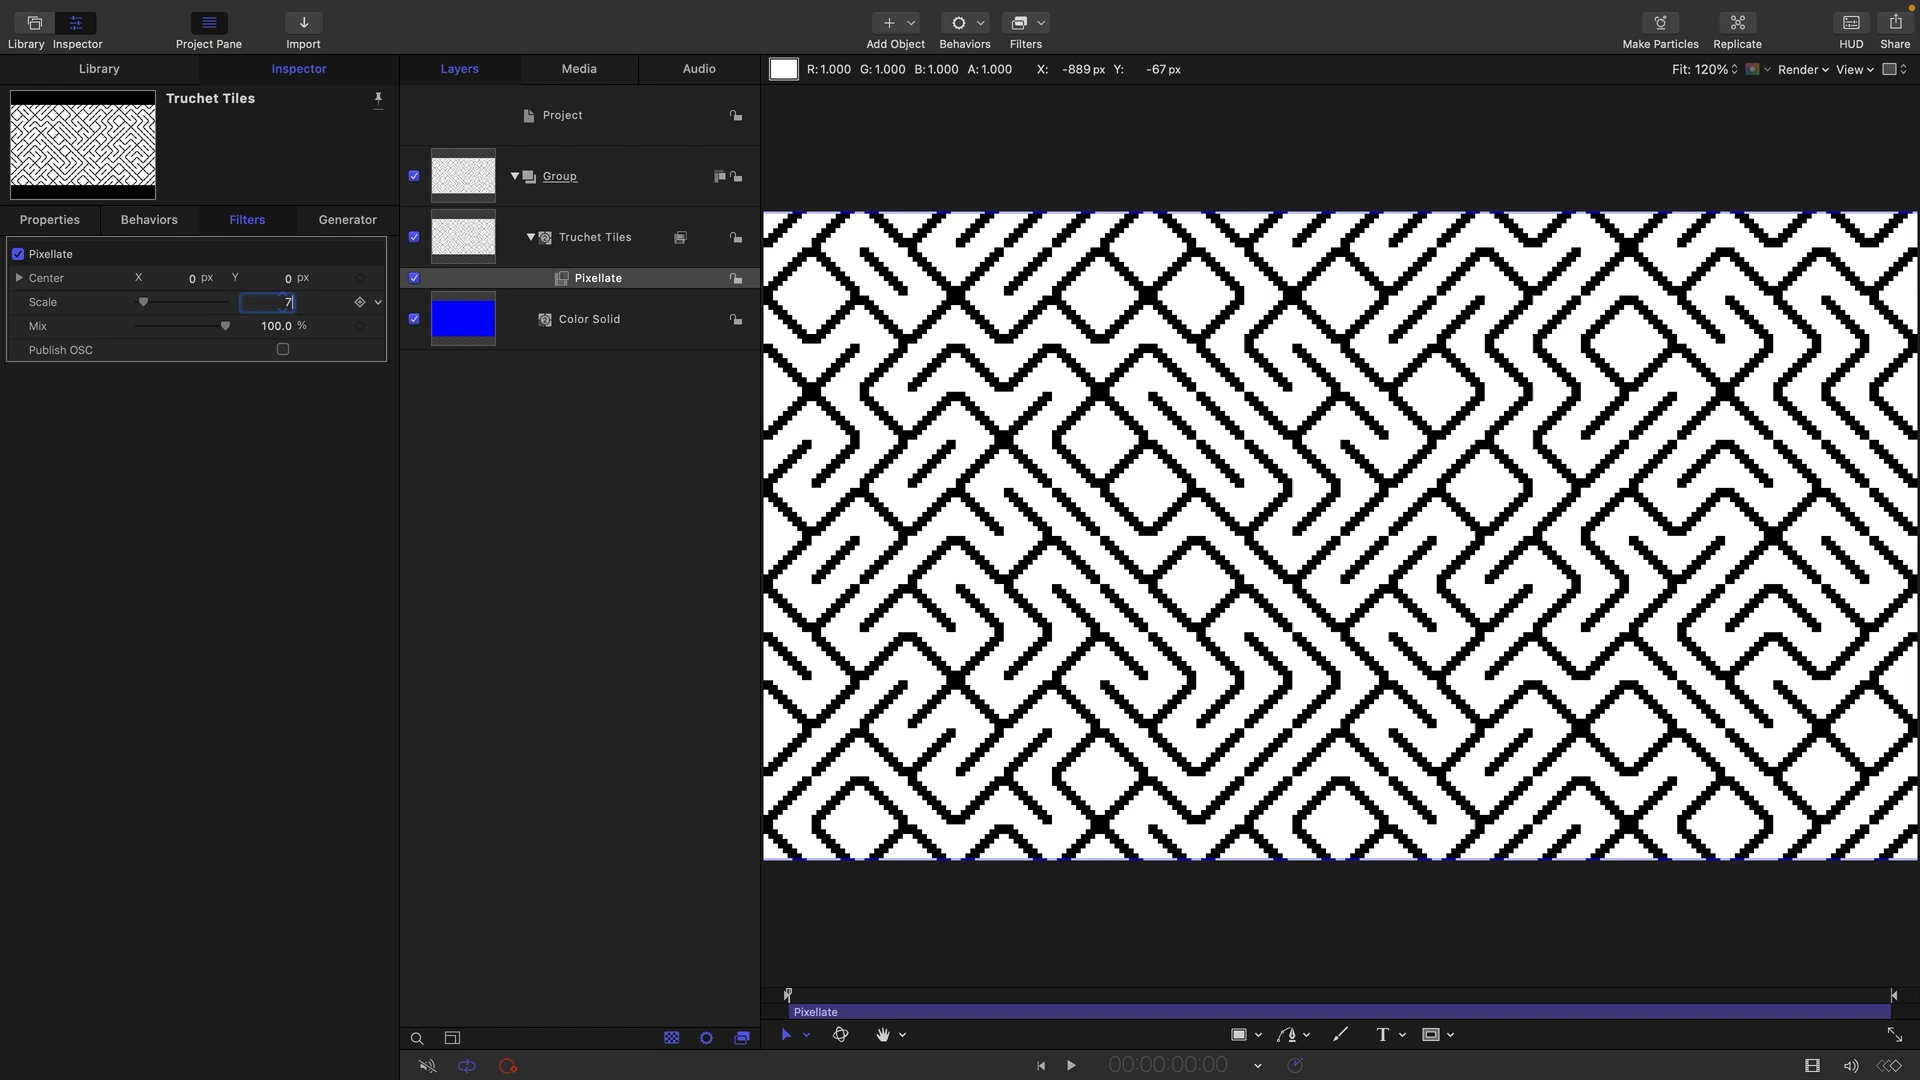 Library Inspector Project Pane Import Add Object Behaviors Filters Make Particles Replicate HUD Share
Library Inspector Layers Media Audio R:1.000 G:1.000 B:1.000 A:1.000 X: -889 px Y: -67 px Fit: 120% Render View
Truchet Tiles
Project
Group
Properties Behaviors Filters Generator
Truchet Tiles
Pixellate
Center X 0 px Y 0 px
Pixellate
Scale 7
Color Solid
Mix 100.0 %
Publish OSC
Pixellate
T
00:00:00:00